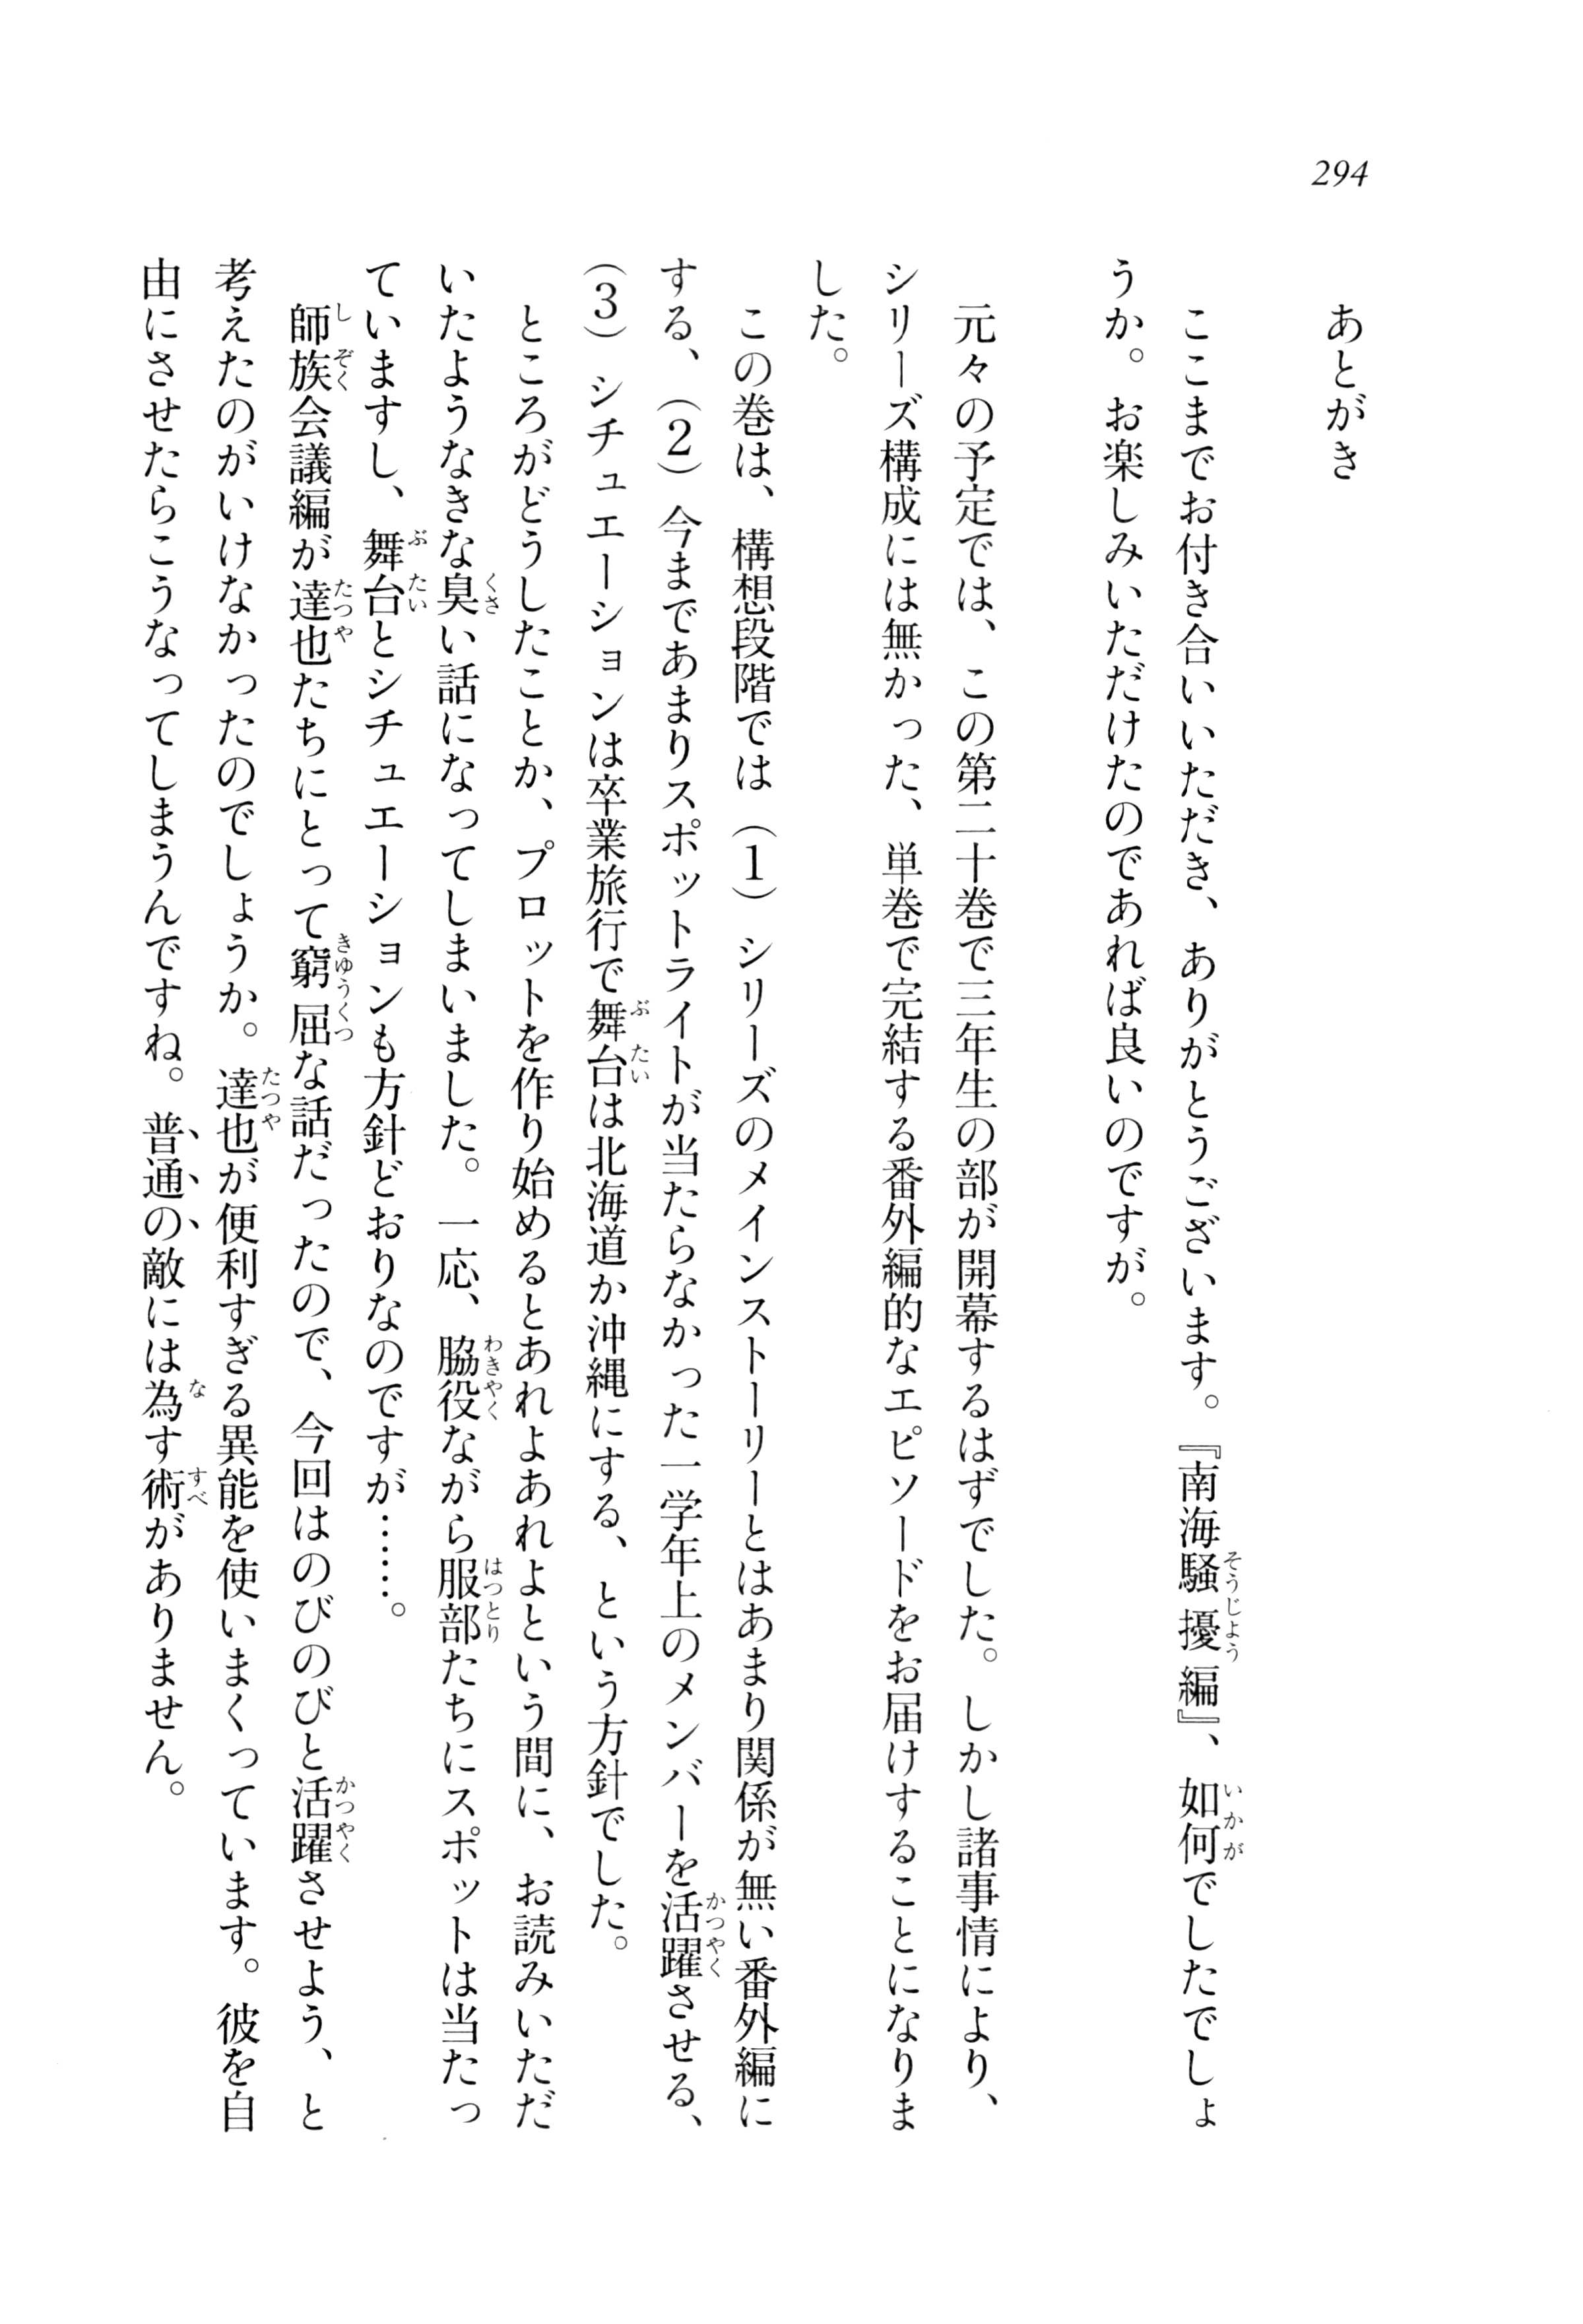 294
あとがき
ここまでお付き合いいただき、ありがとうございます。『南海騒擾編』、如何でしたでしょ
うか。お楽しみいただけたのであれば良いのですが。
元々の予定では、この第二十巻で三年生の部が開幕するはずでした。しかし諸事情により、
シリーズ構成には無かった、単巻で完結する番外編的なエピソードをお届けすることになりま
した。
この巻は、構想段階では（１）シリーズのメインストーリーとはあまり関係が無い番外編に
する、（２）今まであまりスポットライトが当たらなかった一学年上のメンバーを活躍させる、
（３）シチュエーションは卒業旅行で舞台は北海道か沖縄にする、という方針でした。
ところがどうしたことか、プロットを作り始めるとあれよあれよという間に、お読みいただ
いたようなきな臭い話になってしまいました。一応、脇役ながら服部たちにスポットは当たっ
ていますし、舞台とシチュエーションも方針どおりなのですが……。
師族会議編が達也たちにとって窮屈な話だったので、今回はのびのびと活躍させよう、と
考えたのがいけなかったのでしょうか。達也が便利すぎる異能を使いまくっています。彼を自
由にさせたらこうなってしまうんですね。普通の敵には為す術がありません。